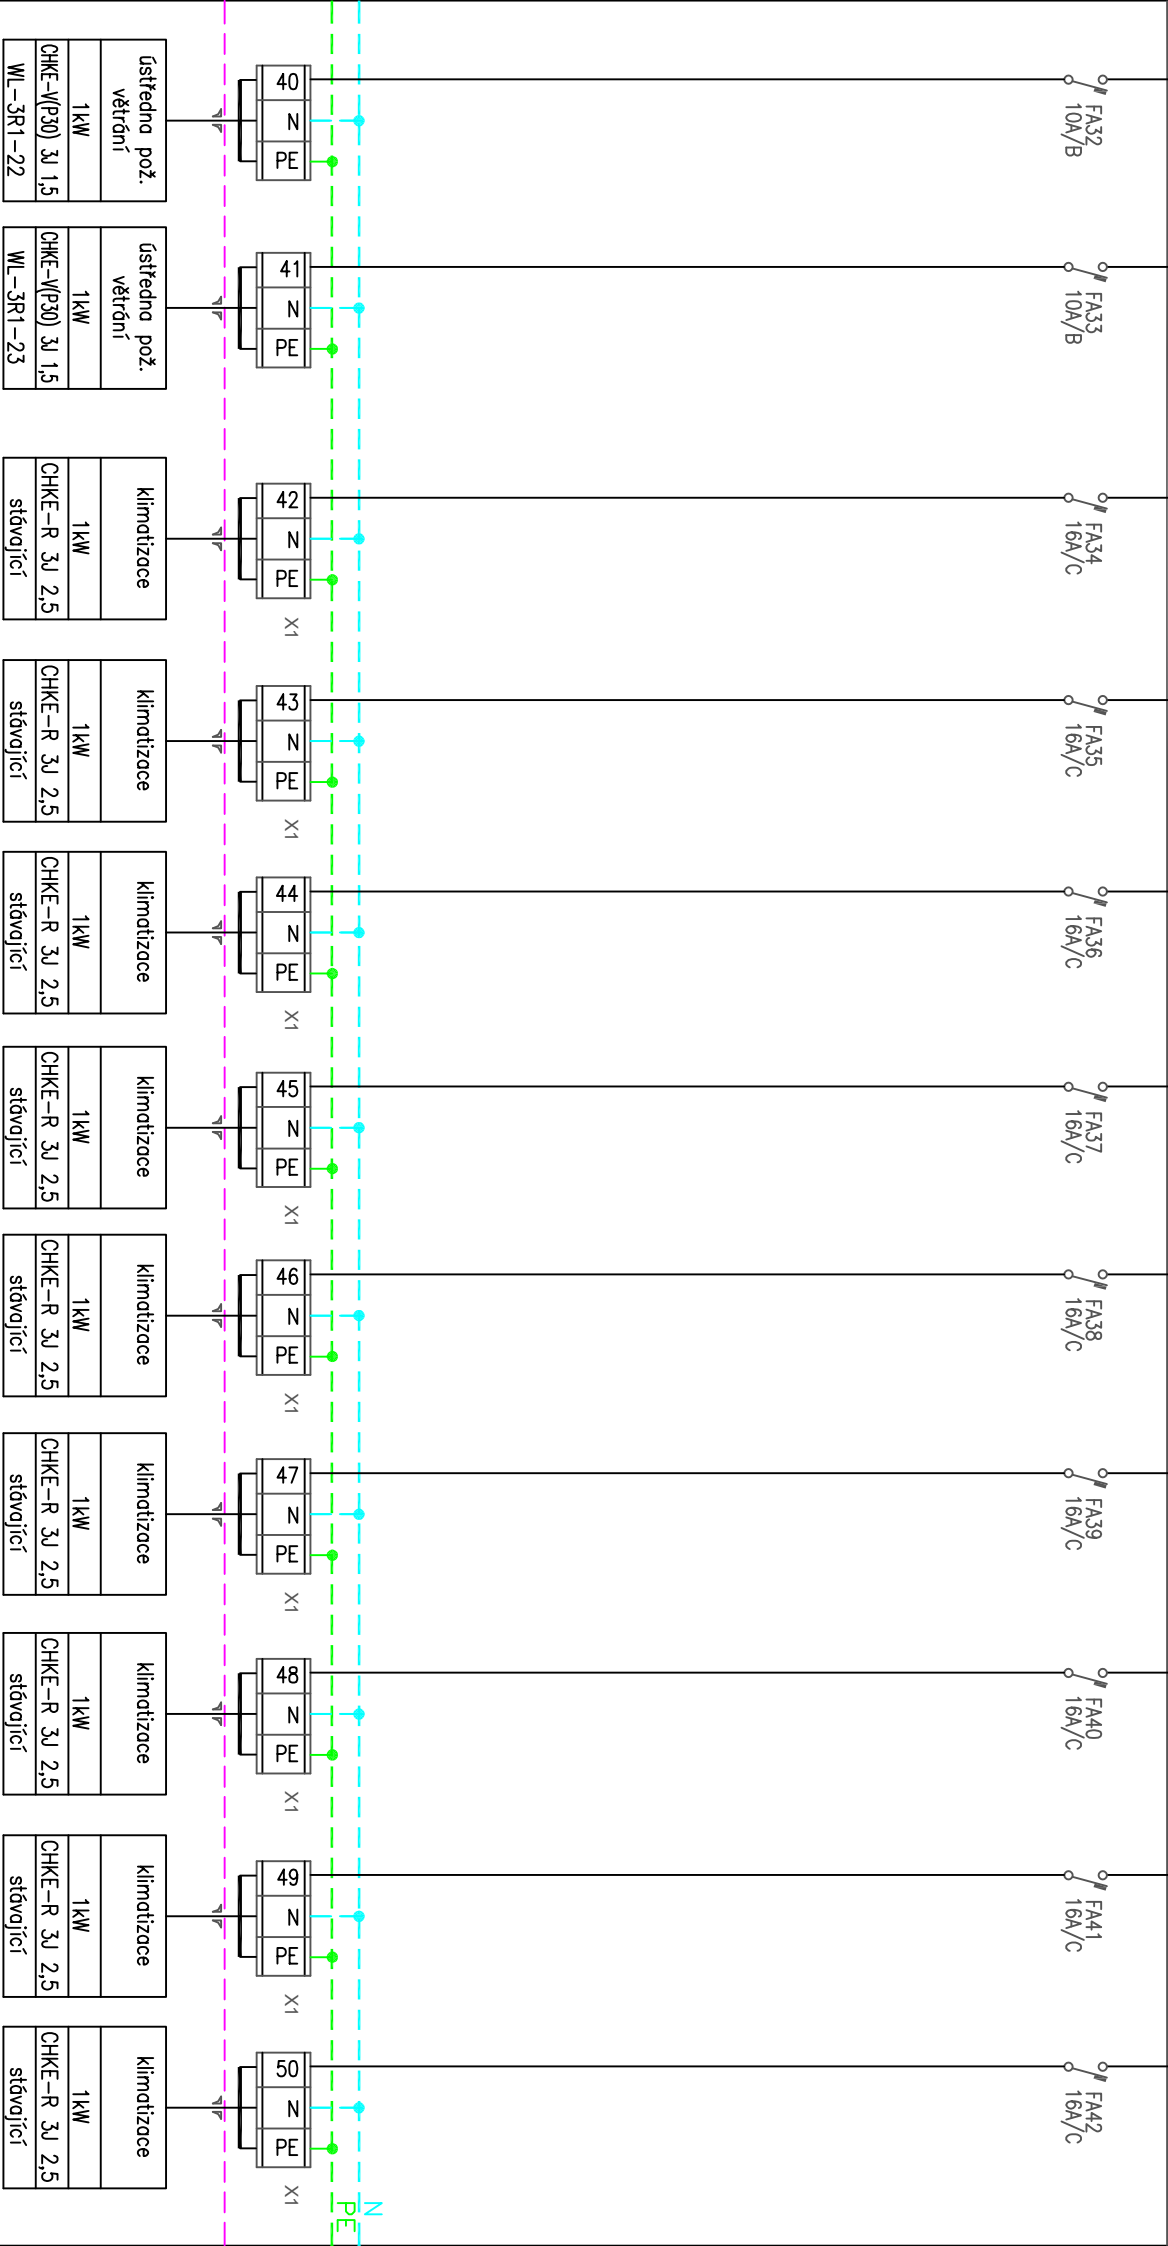 FA32
10A/B
FA33
10A/B
FA34
16A/C
FA35
16A/C
FA36
16A/C
FA37
16A/C
FA38
16A/C
FA39
16A/C
FA40
16A/C
FA41
16A/C
FA42
16A/C
N
PE
40
N
PE
41
N
PE
42
N
PE
X1
43
N
PE
X1
44
N
PE
X1
45
N
PE
X1
46
N
PE
X1
47
N
PE
X1
48
N
PE
X1
49
N
PE
X1
50
N
PE
X1
ústředna pož.
větrání
1kW
CHKE-V(P30) 3J 1,5
WL-3R1-22
ústředna pož.
větrání
1kW
CHKE-V(P30) 3J 1,5
WL-3R1-23
klimatizace
1kW
CHKE-R 3J 2,5
stávající
klimatizace
1kW
CHKE-R 3J 2,5
stávající
klimatizace
1kW
CHKE-R 3J 2,5
stávající
klimatizace
1kW
CHKE-R 3J 2,5
stávající
klimatizace
1kW
CHKE-R 3J 2,5
stávající
klimatizace
1kW
CHKE-R 3J 2,5
stávající
klimatizace
1kW
CHKE-R 3J 2,5
stávající
klimatizace
1kW
CHKE-R 3J 2,5
stávající
klimatizace
1kW
CHKE-R 3J 2,5
stávající